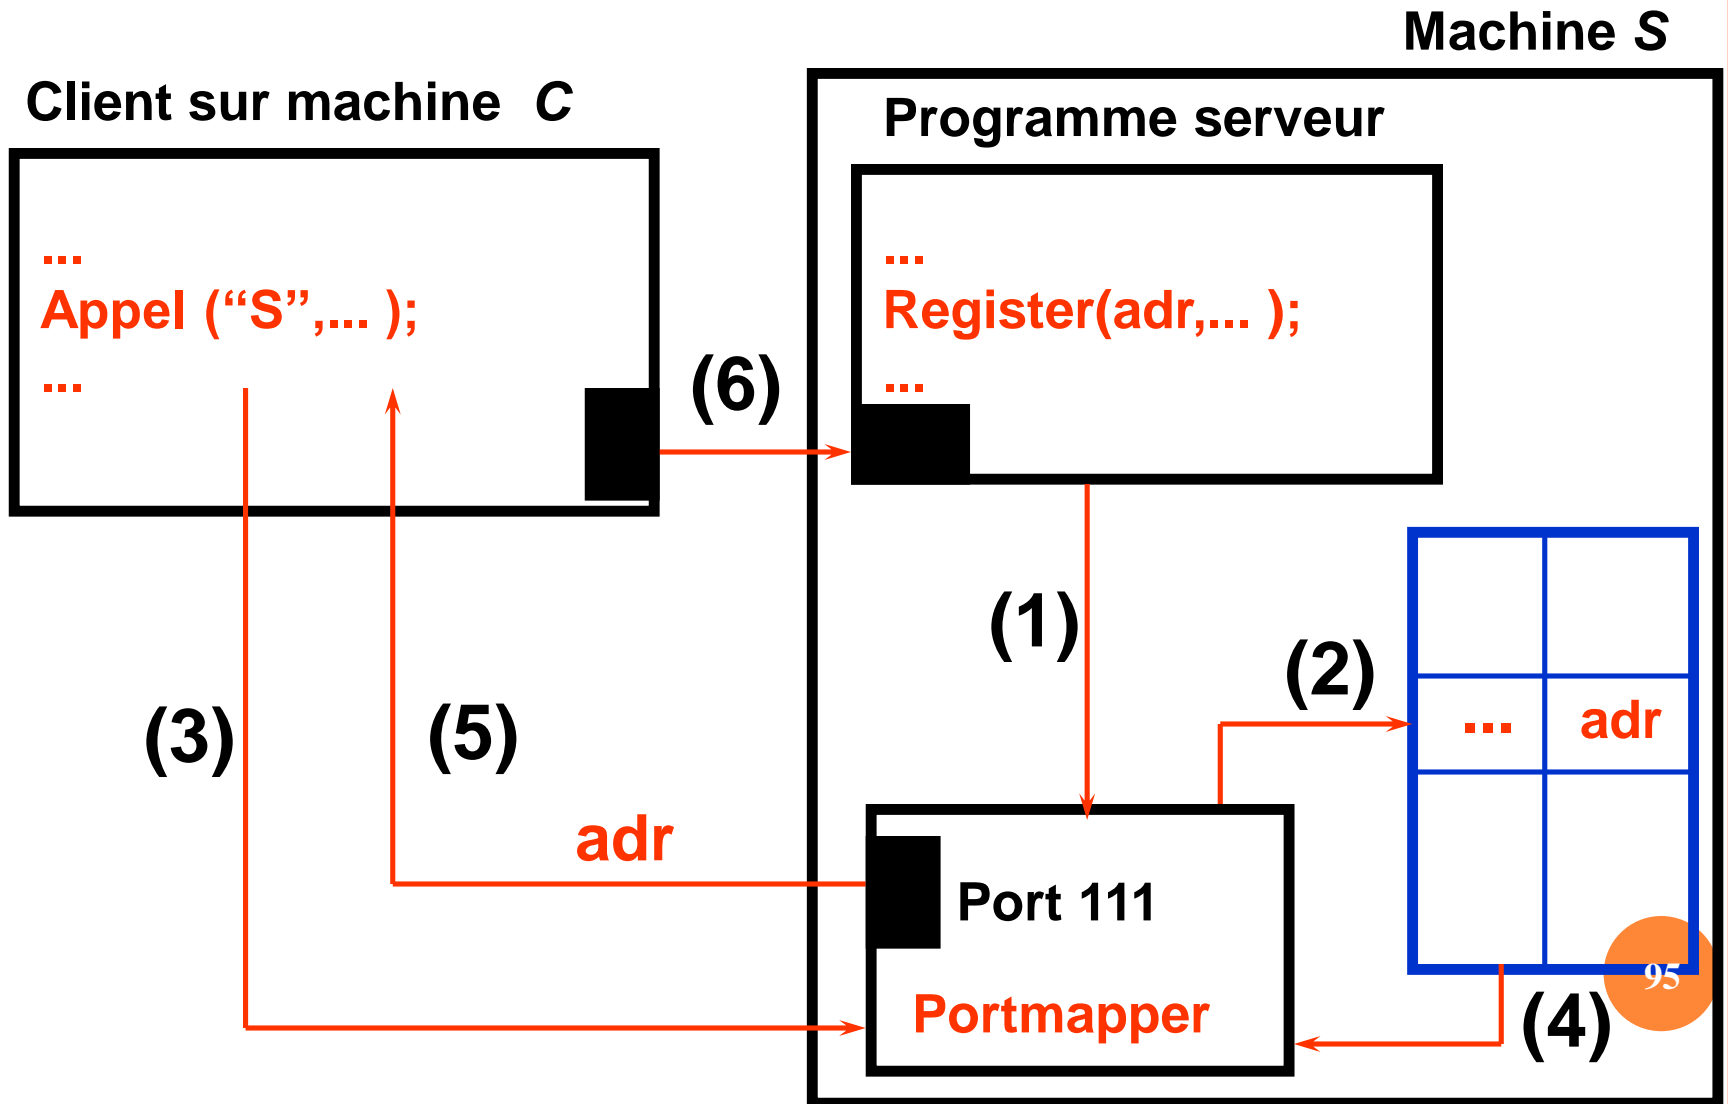 Machine S
Client sur machine C
Programme serveur
...
Appel (“S”,... );
...
(6)
...
Register(adr,... );
...
(1)
(2)
... adr
(3)
(5)
adr
Port 111
Portmapper
95
(4)